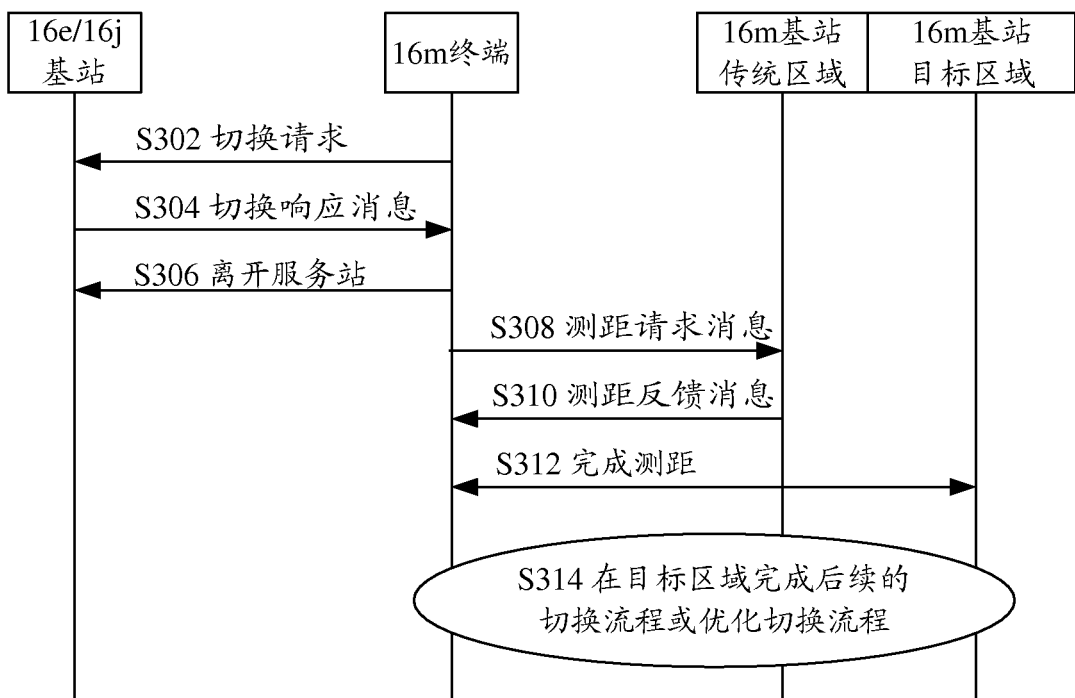 16e/16j
基站
16m终端
16m基站
传统区域
16m基站
目标区域
S302 切换请求
S304 切换响应消息
S306 离开服务站
S308 测距请求消息
S310 测距反馈消息
S312 完成测距
S314 在目标区域完成后续的
切换流程或优化切换流程